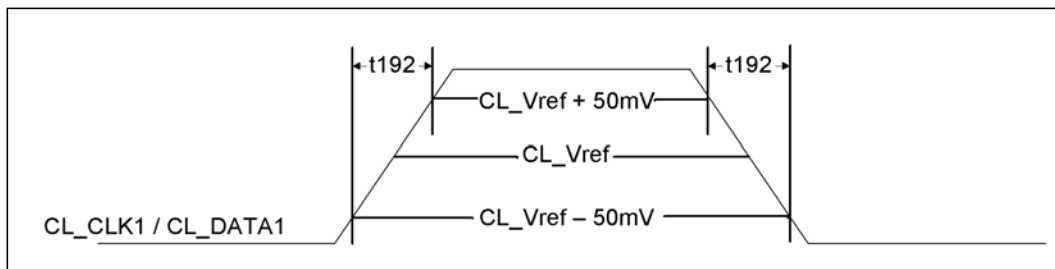 t192 t192
CL_Vref + 50mV
CL_Vref
CL_Vref – 50mV
CL_CLK1 / CL_DATA1